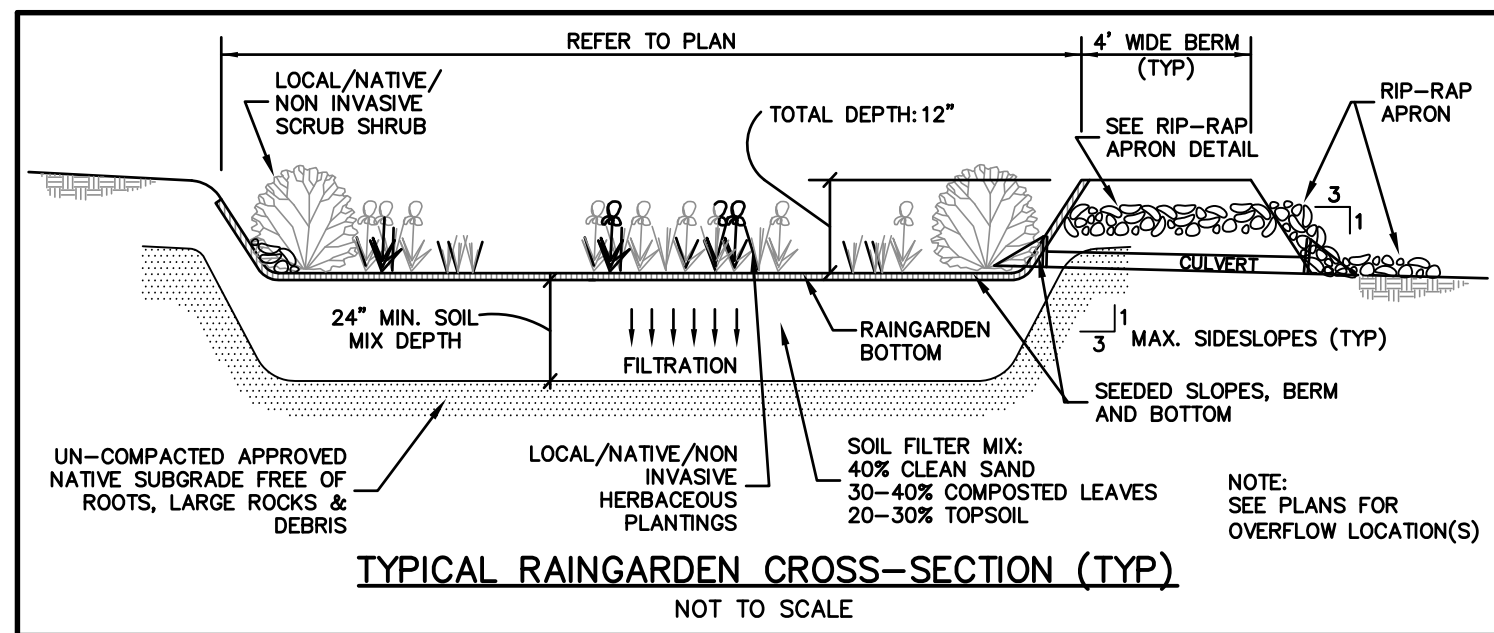 REFER TO PLAN
4' WIDE BERM
(TYP)
LOCAL/NATIVE/
NON INVASIVE
SCRUB SHRUB
TOTAL DEPTH: 12"
SEE RIP-RAP
APRON DETAIL
RIP-RAP
APRON
3
1
CULVERT
24" MIN. SOIL
MIX DEPTH
FILTRATION
RAINGARDEN
BOTTOM
1
3
MAX. SIDESLOPES (TYP)
SEEDED SLOPES, BERM
AND BOTTOM
UN-COMPACTED APPROVED
NATIVE SUBGRADE FREE OF
ROOTS, LARGE ROCKS &
DEBRIS
LOCAL/NATIVE/NON
INVASIVE
HERBACEOUS
PLANTINGS
SOIL FILTER MIX:
40% CLEAN SAND
30-40% COMPOSTED LEAVES
20-30% TOPSOIL
NOTE:
SEE PLANS FOR
OVERFLOW LOCATION(S)
TYPICAL RAINGARDEN CROSS-SECTION (TYP)
NOT TO SCALE